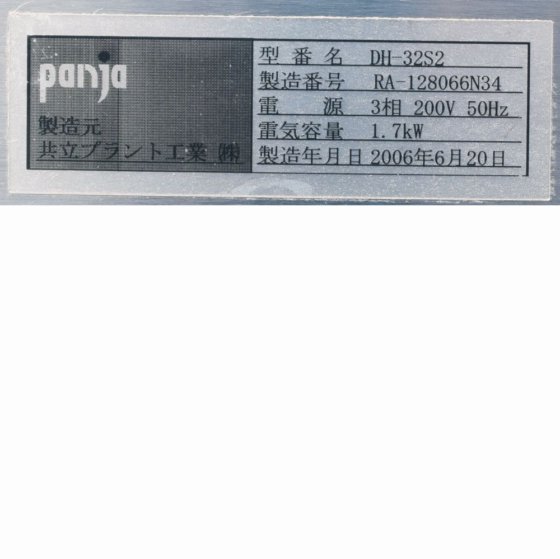 panja
製造元
共立プラント工業 ㈱
型番名 DH-32S2
製造番号 RA-128066N34
電源 3相 200V 50Hz
電気容量 1.7kW
製造年月日 2006年6月20日